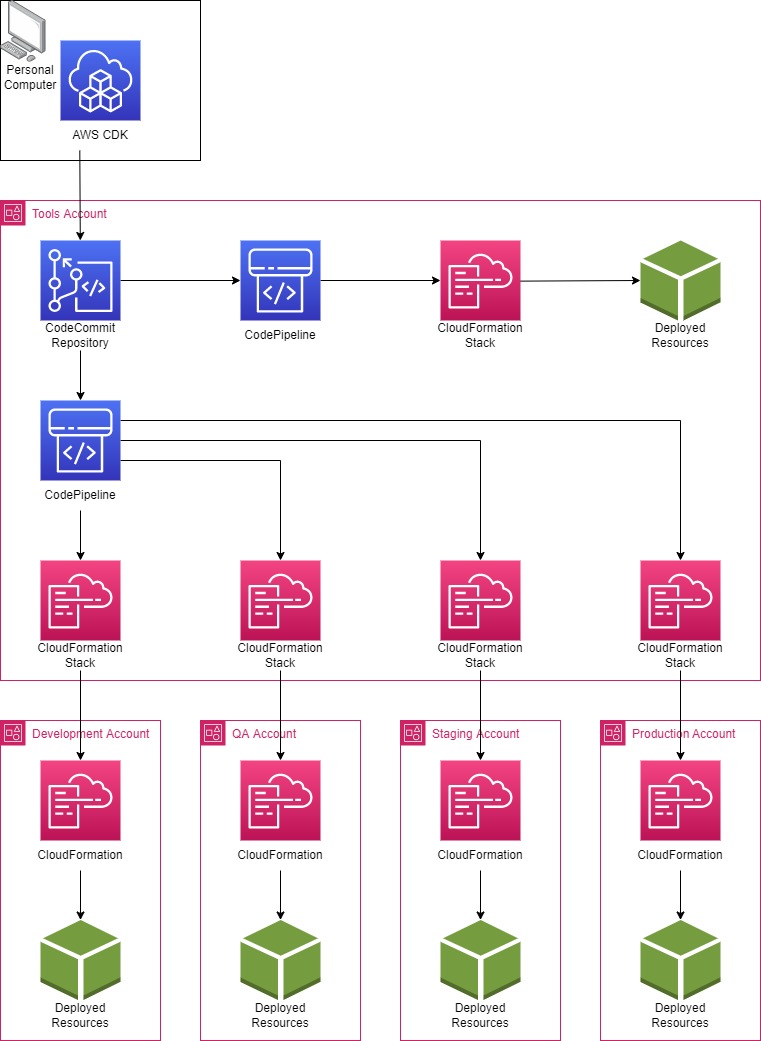 Personal
Computer
AWS CDK
Tools Account
CodeCommit
Repository
CodePipeline
CloudFormation
Stack
Deployed
Resources
CodePipeline
CloudFormation
Stack
CloudFormation
Stack
CloudFormation
Stack
CloudFormation
Stack
Development Account
QA Account
Staging Account
Production Account
CloudFormation
CloudFormation
CloudFormation
CloudFormation
Deployed
Resources
Deployed
Resources
Deployed
Resources
Deployed
Resources